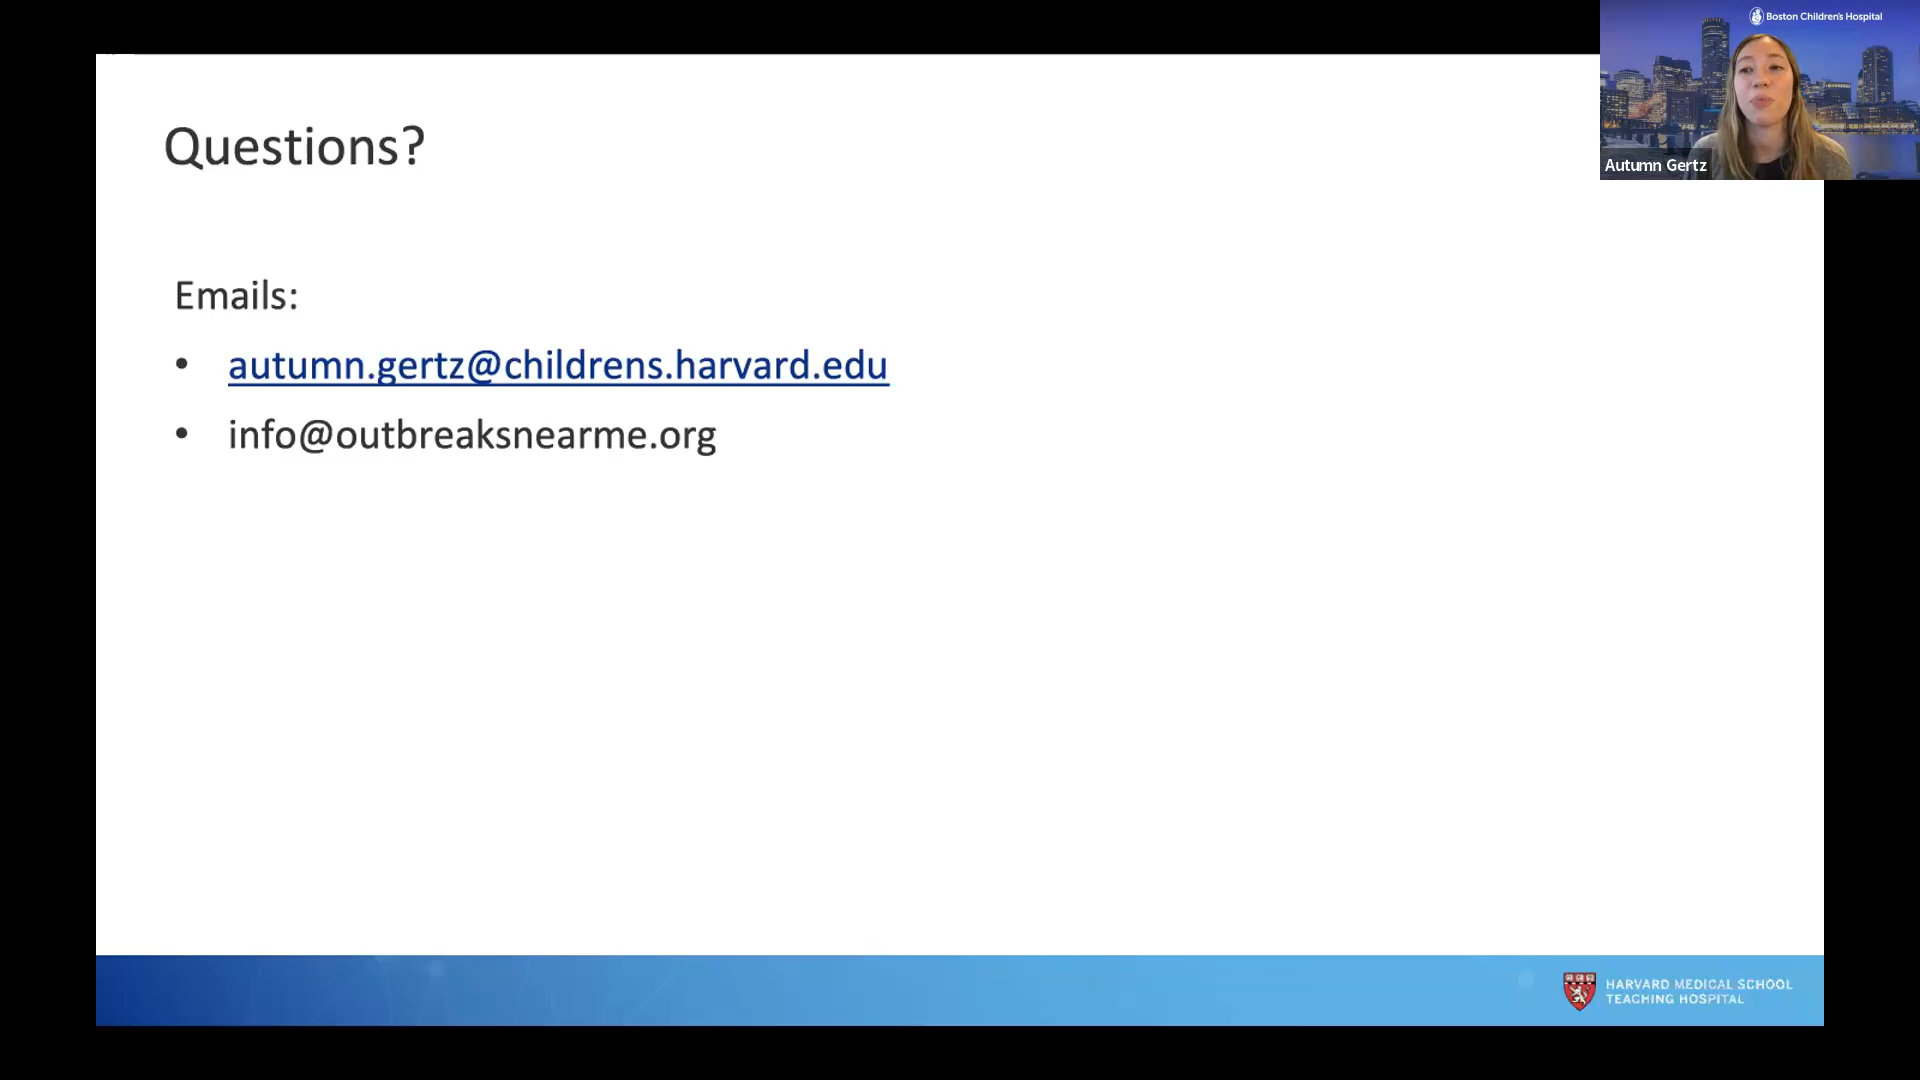 Boston Children's Hospital
Autumn Gertz
Questions?
Emails:
• autumn.gertz@childrens.harvard.edu
• info@outbreaksnearme.org
HARVARD MEDICAL SCHOOL
TEACHING HOSPITAL